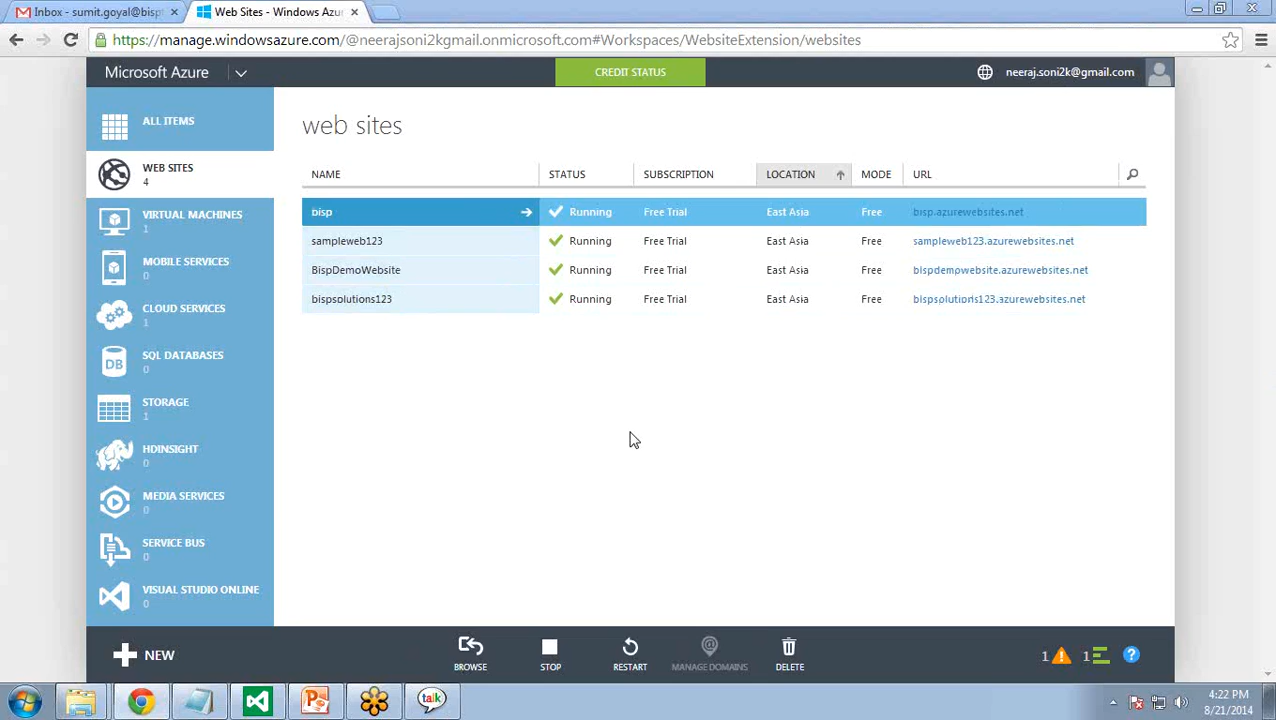 Inbox - sumit.goyal@bisp
Web Sites - Windows Azu
https://manage.windowsazure.com/@neerajsoni2kgmail.onmicrosoft.com#Workspaces/WebsiteExtension/websites
Microsoft Azure
CREDIT STATUS
neeraj.soni2k@gmail.com
ALL ITEMS
WEB SITES
4
VIRTUAL MACHINES
1
MOBILE SERVICES
0
CLOUD SERVICES
1
SQL DATABASES
0
STORAGE
1
HDINSIGHT
0
MEDIA SERVICES
0
SERVICE BUS
0
VISUAL STUDIO ONLINE
0
web sites
NAME STATUS SUBSCRIPTION LOCATION MODE URL
bisp Running Free Trial East Asia Free bisp.azurewebsites.net
sampleweb123 Running Free Trial East Asia Free sampleweb123.azurewebsites.net
BispDemoWebsite Running Free Trial East Asia Free bispdemowebsite.azurewebsites.net
bispsolutions123 Running Free Trial East Asia Free bispsolutions123.azurewebsites.net
NEW
BROWSE
STOP
RESTART
MANAGE DOMAINS
DELETE
1
1
?
DB
talk
4:22 PM
8/21/2014